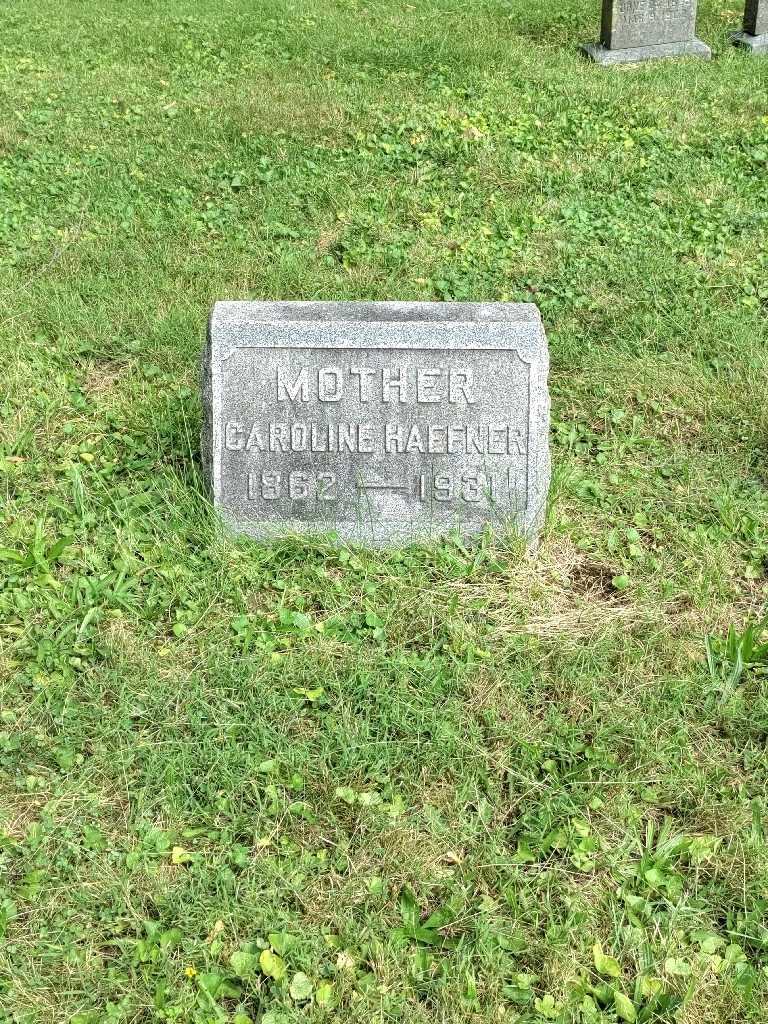 MOTHER
CAROLINE HAEFNER
1862 — 1931